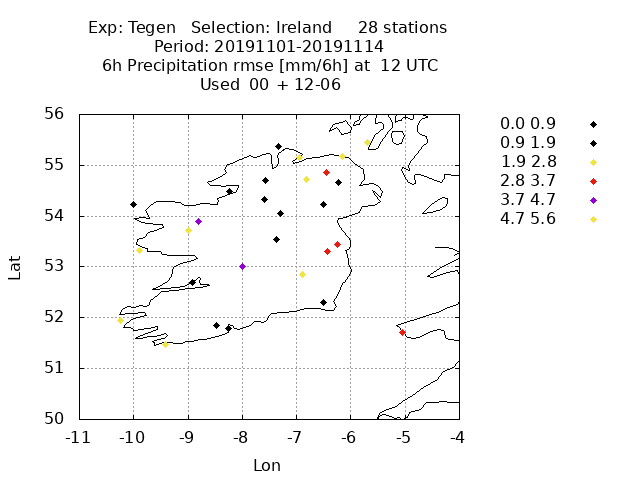 Exp: Tegen   Selection: Ireland     28 stations
Period: 20191101-20191114
6h Precipitation rmse [mm/6h] at  12 UTC
Used  00 + 12-06
0.0 0.9
0.9 1.9
1.9 2.8
2.8 3.7
3.7 4.7
4.7 5.6
56
55
54
53
52
51
50
Lat
-11 -10 -9 -8 -7 -6 -5 -4
Lon